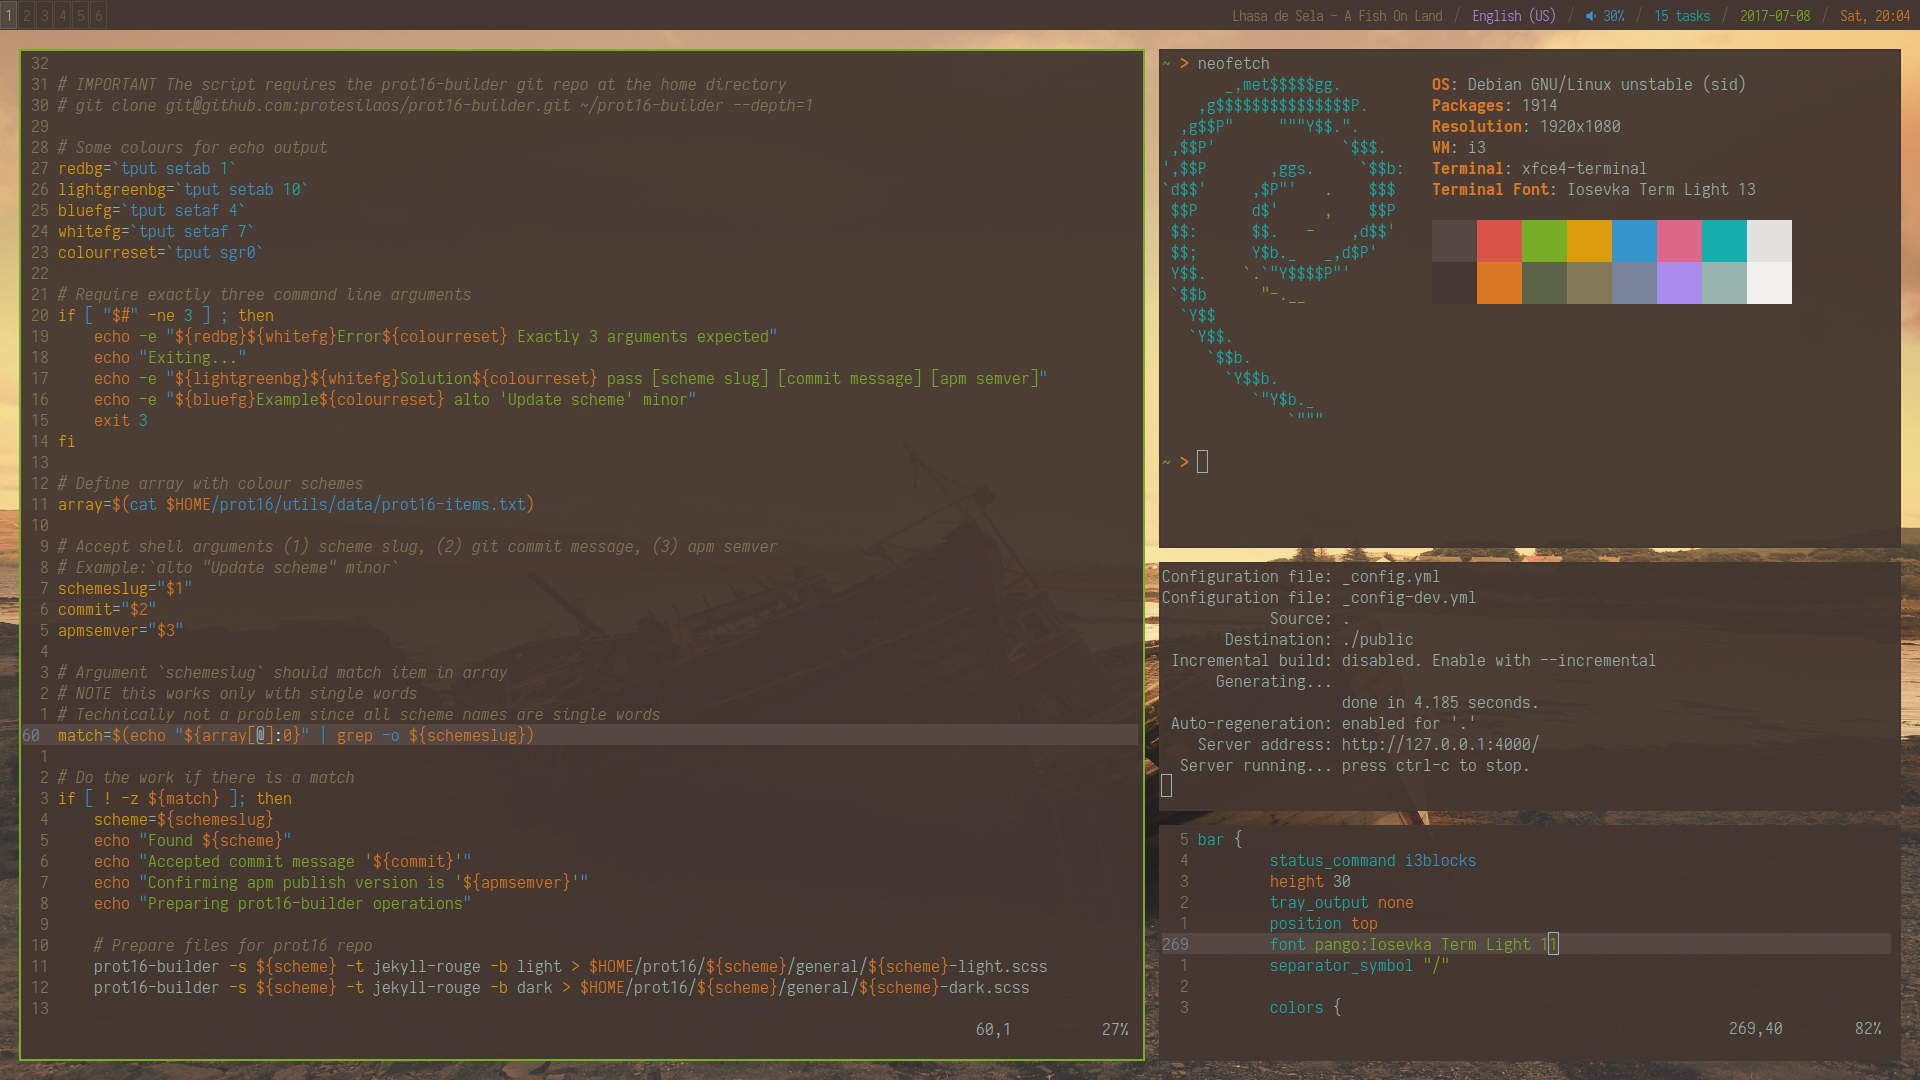 1 2 3 4 5 6 Lhasa de Sela - A Fish On Land / English (US) / 30% / 15 tasks / 2017-07-08 / Sat, 20:04
32
31 # IMPORTANT The script requires the prot16-builder git repo at the home directory
30 # git clone git@github.com:protesilaos/prot16-builder.git ~/prot16-builder --depth=1
29
28 # Some colours for echo output
27 redbg=`tput setab 1`
26 lightgreenbg=`tput setab 10`
25 bluefg=`tput setaf 4`
24 whitefg=`tput setaf 7`
23 colourreset=`tput sgr0`
22
21 # Require exactly three command line arguments
20 if [ "$#" -ne 3 ] ; then
19     echo -e "${redbg}${whitefg}Error${colourreset} Exactly 3 arguments expected"
18     echo "Exiting..."
17     echo -e "${lightgreenbg}${whitefg}Solution${colourreset} pass [scheme slug] [commit message] [apm semver]"
16     echo -e "${bluefg}Example${colourreset} alto 'Update scheme' minor"
15     exit 3
14 fi
13
12 # Define array with colour schemes
11 array=$(cat $HOME/prot16/utils/data/prot16-items.txt)
10
9 # Accept shell arguments (1) scheme slug, (2) git commit message, (3) apm semver
8 # Example:`alto "Update scheme" minor`
7 schemeslug="$1"
6 commit="$2"
5 apmsemver="$3"
4
3 # Argument `schemeslug` should match item in array
2 # NOTE this works only with single words
1 # Technically not a problem since all scheme names are single words
60 match=$(echo "${array[@]:0}" | grep -o ${schemeslug})
1
2 # Do the work if there is a match
3 if [ ! -z ${match} ]; then
4     scheme=${schemeslug}
5     echo "Found ${scheme}"
6     echo "Accepted commit message '${commit}'"
7     echo "Confirming apm publish version is '${apmsemver}'"
8     echo "Preparing prot16-builder operations"
9
10     # Prepare files for prot16 repo
11     prot16-builder -s ${scheme} -t jekyll-rouge -b light > $HOME/prot16/${scheme}/general/${scheme}-light.scss
12     prot16-builder -s ${scheme} -t jekyll-rouge -b dark > $HOME/prot16/${scheme}/general/${scheme}-dark.scss
13
60,1 27%
~ > neofetch
       _,met$$$$$gg.
    ,g$$$$$$$$$$$$$$$P.
  ,g$$P"     """Y$$.".
 ,$$P'              `$$$.
',$$P       ,ggs.     `$$b:
`d$$'     ,$P"'   .    $$$
 $$P      d$'     ,    $$P
 $$:      $$.   -    ,d$$'
 $$;      Y$b._   _,d$P'
 Y$$.    `.`"Y$$$$P"'
 `$$b      "-.__
  `Y$$
   `Y$$.
     `$$b.
       `Y$$b.
          `"Y$b._
              `"""
OS: Debian GNU/Linux unstable (sid)
Packages: 1914
Resolution: 1920x1080
WM: i3
Terminal: xfce4-terminal
Terminal Font: Iosevka Term Light 13
~ >
Configuration file: _config.yml
Configuration file: _config-dev.yml
Source: .
Destination: ./public
Incremental build: disabled. Enable with --incremental
Generating...
done in 4.185 seconds.
Auto-regeneration: enabled for '.'
Server address: http://127.0.0.1:4000/
Server running... press ctrl-c to stop.
5 bar {
4         status_command i3blocks
3         height 30
2         tray_output none
1         position top
269         font pango:Iosevka Term Light 11
1         separator_symbol "/"
2
3         colors {
269,40 82%